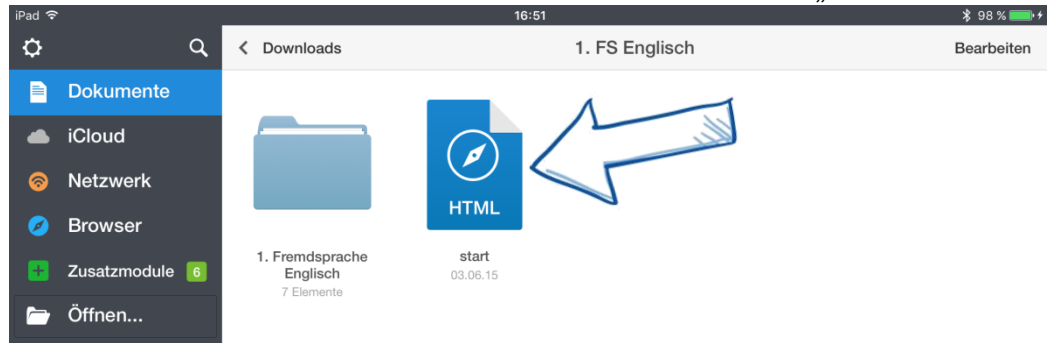 „
iPad 16:51 98 %
Downloads 1. FS Englisch Bearbeiten
Dokumente
iCloud
Netzwerk
Browser
Zusatzmodule 6
Öffnen...
HTML
1. Fremdsprache
Englisch
7 Elemente
start
03.06.15